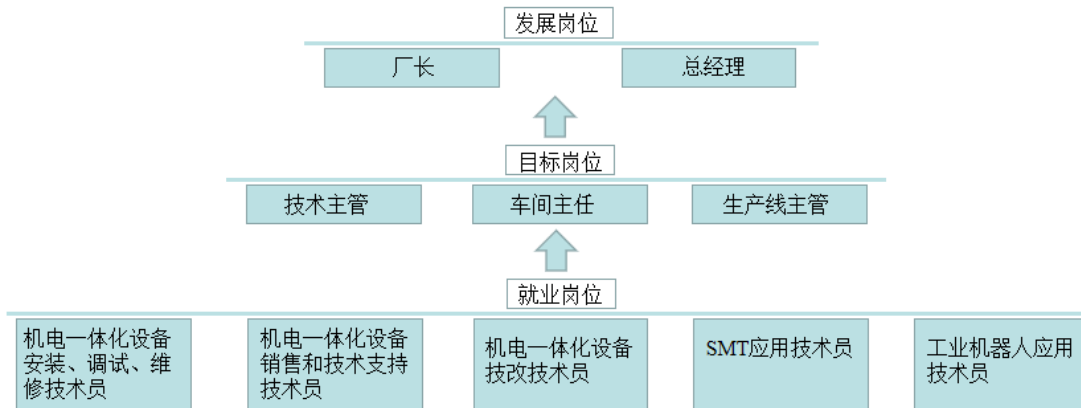 发展岗位
厂长
总经理
目标岗位
技术主管
车间主任
生产线主管
就业岗位
机电一体化设备
安装、调试、维
修技术员
机电一体化设备
销售和技术支持
技术员
机电一体化设备
技改技术员
SMT应用技术员
工业机器人应用
技术员